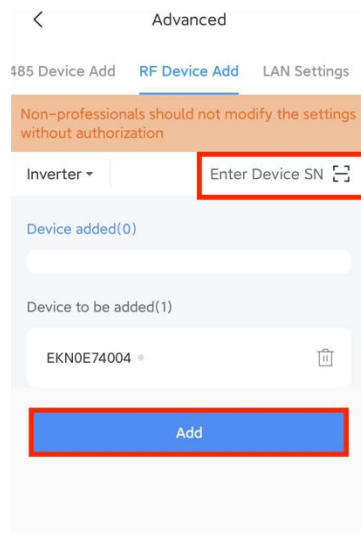 Advanced
485 Device Add RF Device Add LAN Settings
Non-professionals should not modify the settings
without authorization
Inverter Enter Device SN
Device added(0)
Device to be added(1)
EKN0E74004
Add